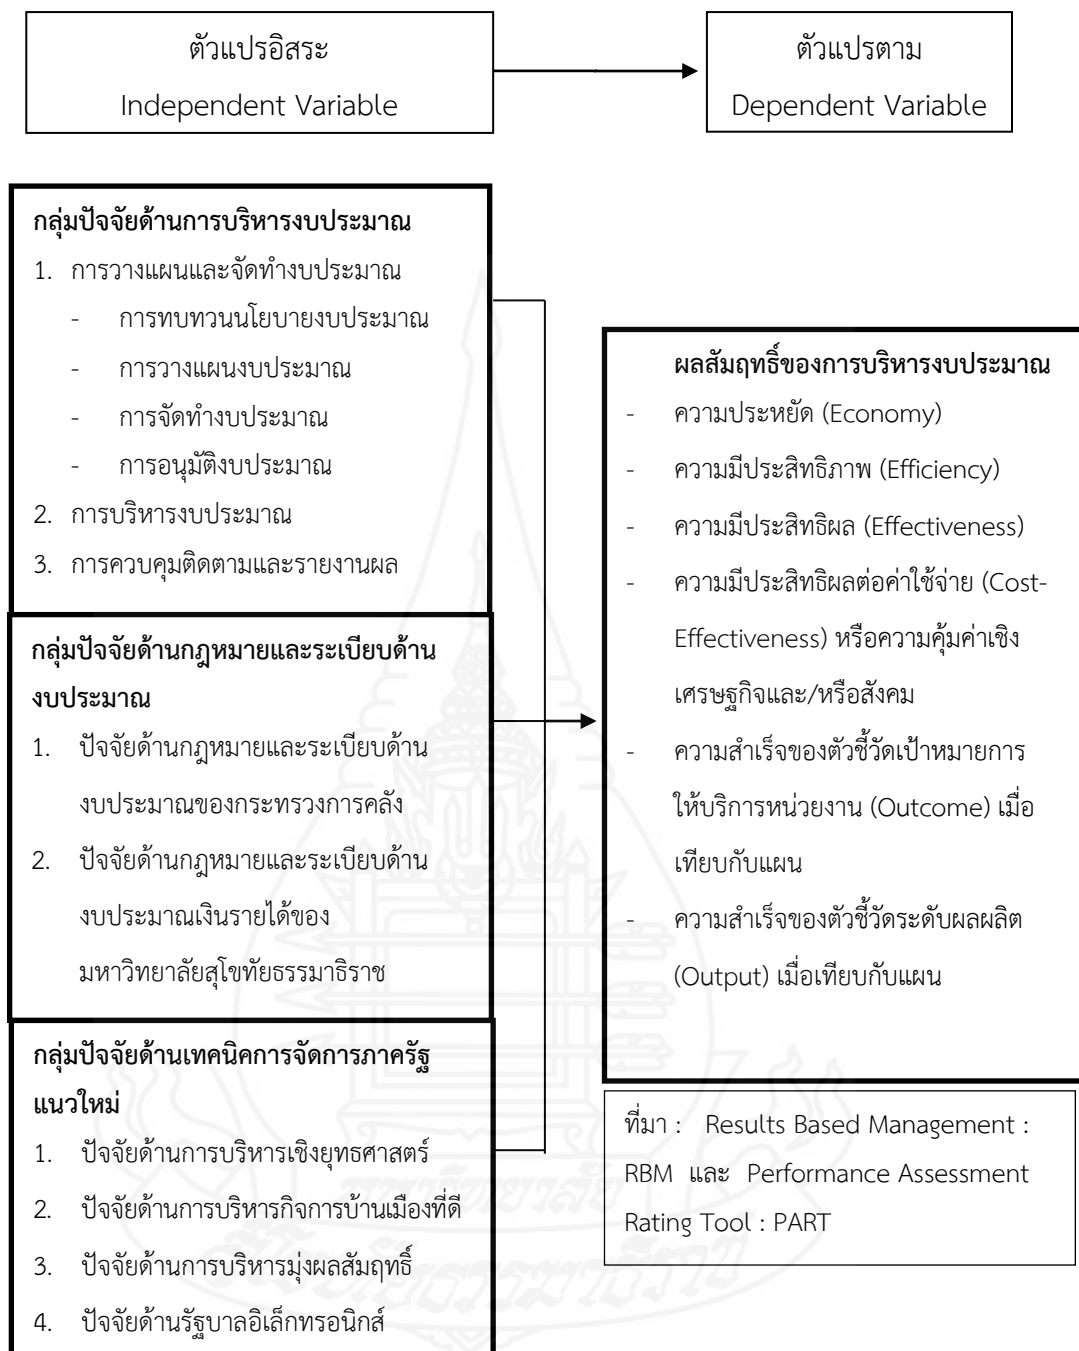 ตัวแปรอิสระ
Independent Variable
ตัวแปรตาม
Dependent Variable
กลุ่มปัจจัยด้านการบริหารงบประมาณ
1. การวางแผนและจัดทำงบประมาณ
- การทบทวนนโยบายงบประมาณ
- การวางแผนงบประมาณ
- การจัดทำงบประมาณ
- การอนุมัติงบประมาณ
2. การบริหารงบประมาณ
3. การควบคุมติดตามและรายงานผล
กลุ่มปัจจัยด้านกฎหมายและระเบียบด้าน
งบประมาณ
1. ปัจจัยด้านกฎหมายและระเบียบด้าน
งบประมาณของกระทรวงการคลัง
2. ปัจจัยด้านกฎหมายและระเบียบด้าน
งบประมาณเงินรายได้ของ
มหาวิทยาลัยสุโขทัยธรรมาธิราช
กลุ่มปัจจัยด้านเทคนิคการจัดการภาครัฐ
แนวใหม่
1. ปัจจัยด้านการบริหารเชิงยุทธศาสตร์
2. ปัจจัยด้านการบริหารกิจการบ้านเมืองที่ดี
3. ปัจจัยด้านการบริหารมุ่งผลสัมฤทธิ์
4. ปัจจัยด้านรัฐบาลอิเล็กทรอนิกส์
ผลสัมฤทธิ์ของการบริหารงบประมาณ
- ความประหยัด (Economy)
- ความมีประสิทธิภาพ (Efficiency)
- ความมีประสิทธิผล (Effectiveness)
- ความมีประสิทธิผลต่อค่าใช้จ่าย (Cost-
Effectiveness) หรือความคุ้มค่าเชิง
เศรษฐกิจและ/หรือสังคม
- ความสำเร็จของตัวชี้วัดเป้าหมายการ
ให้บริการหน่วยงาน (Outcome) เมื่อ
เทียบกับแผน
- ความสำเร็จของตัวชี้วัดระดับผลผลิต
(Output) เมื่อเทียบกับแผน
ที่มา : Results Based Management :
RBM และ Performance Assessment
Rating Tool : PART
มหาวิทยาลัย
สุโขทัยธรรมาธิราช